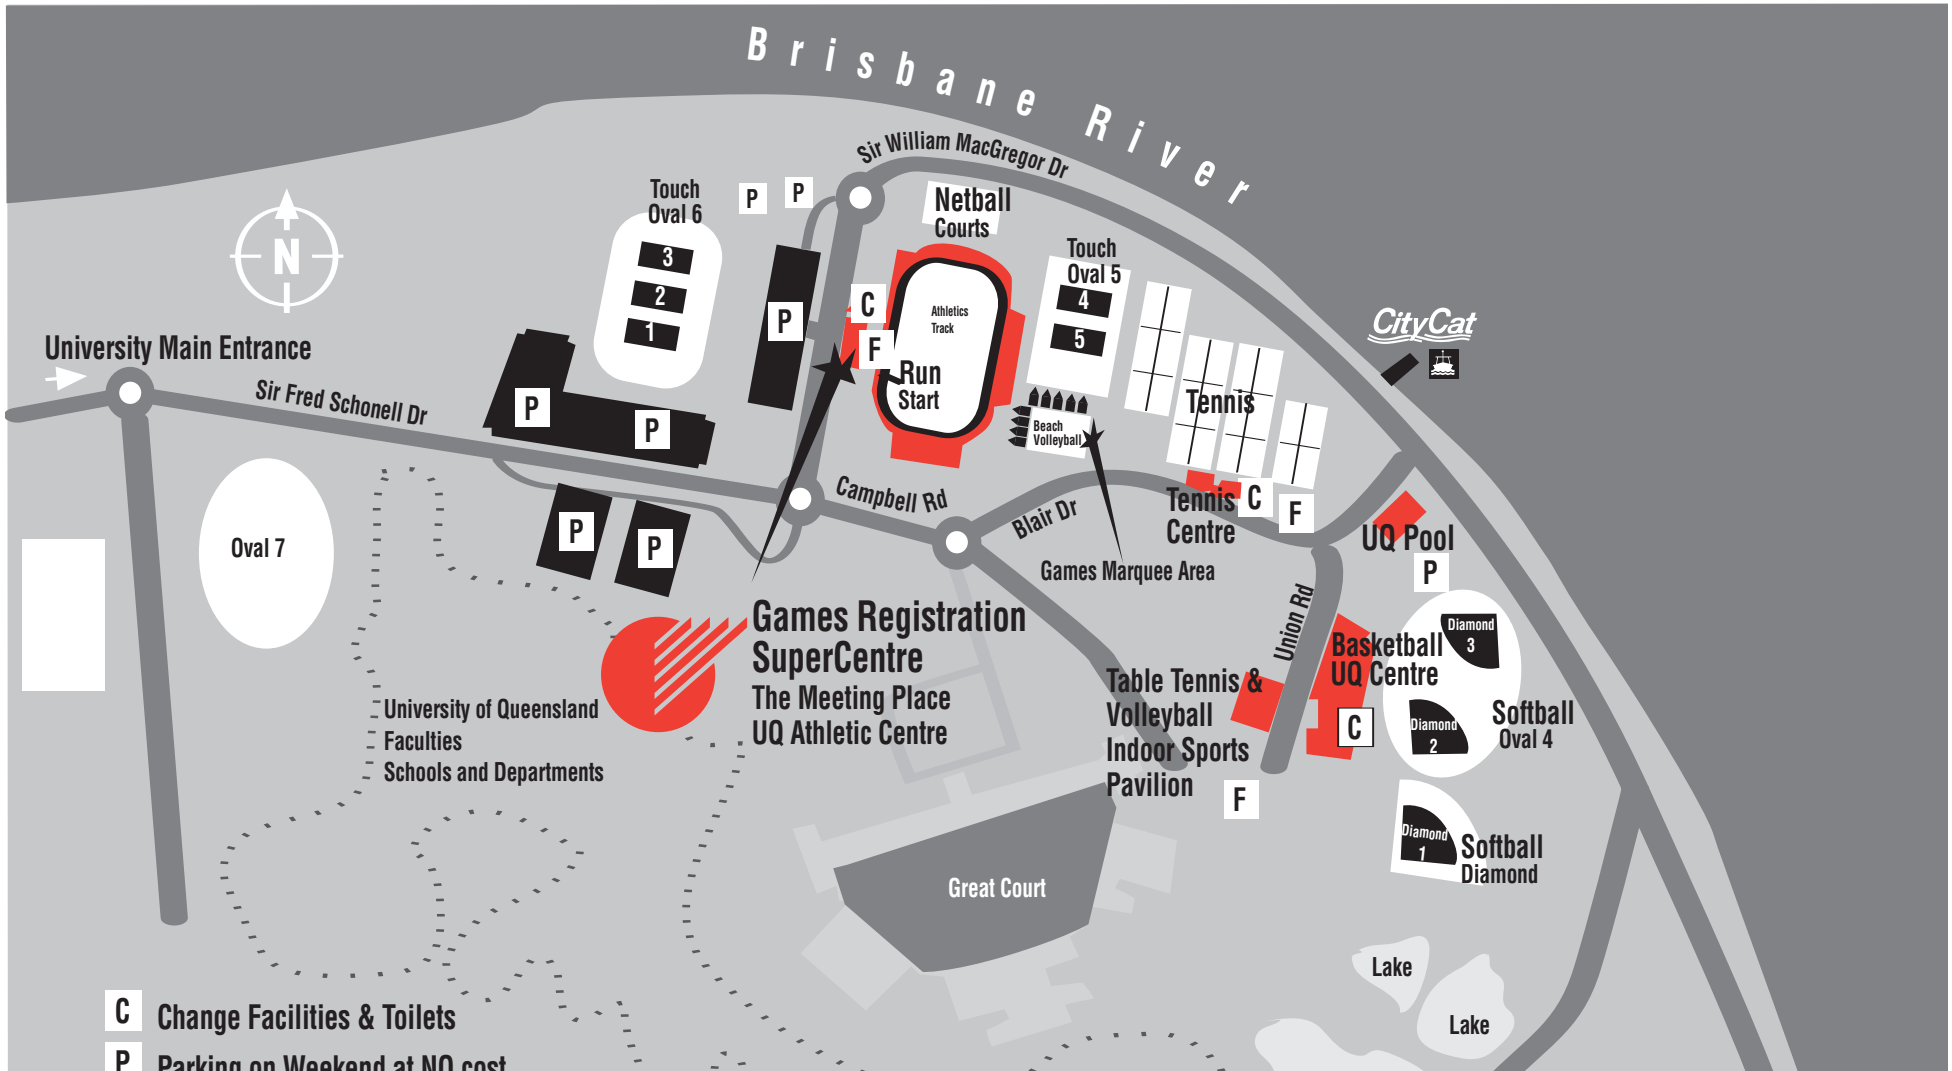 Brisbane River
Sir William MacGregor Dr
Touch
Oval 6
3
2
1
P
P
P
Netball
Courts
Touch
Oval 5
4
5
C
F
Athletics
Track
Run
Start
N
CityCat
University Main Entrance
Sir Fred Schonell Dr
P
P
P
P
Beach
Volleyball
Tennis
Campbell Rd
Blair Dr
Tennis
Centre
C
F
UQ Pool
P
Games Marquee Area
Oval 7
Union Rd
Games Registration
SuperCentre
The Meeting Place
UQ Athletic Centre
Basketball
UQ Centre
C
Diamond
3
Diamond
2
Softball
Oval 4
Table Tennis &
Volleyball
Indoor Sports
Pavilion
F
University of Queensland
Faculties
Schools and Departments
Diamond
1
Softball
Diamond
Great Court
Lake
Lake
C Change Facilities & Toilets
P Parking on Weekend at NO cost